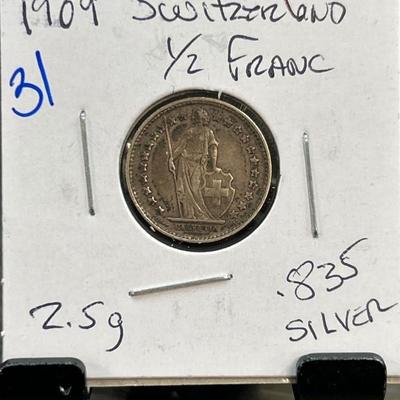 1909 Switzerland
1/2 Franc
31
HELVETIA
2.5g
.835
SILVER